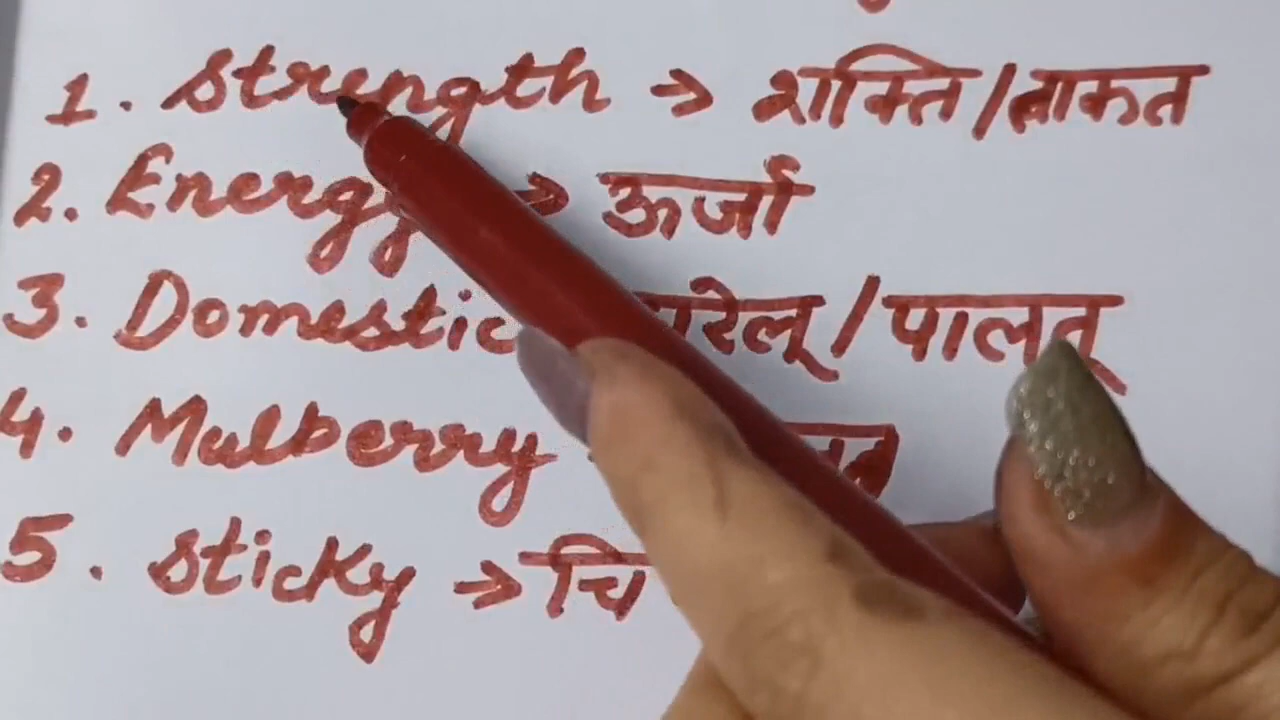 1. Strength → शक्ति/ताकत
2. Energy → ऊर्जा
3. Domestic पालतू
4. Mulberry
5. Sticky →